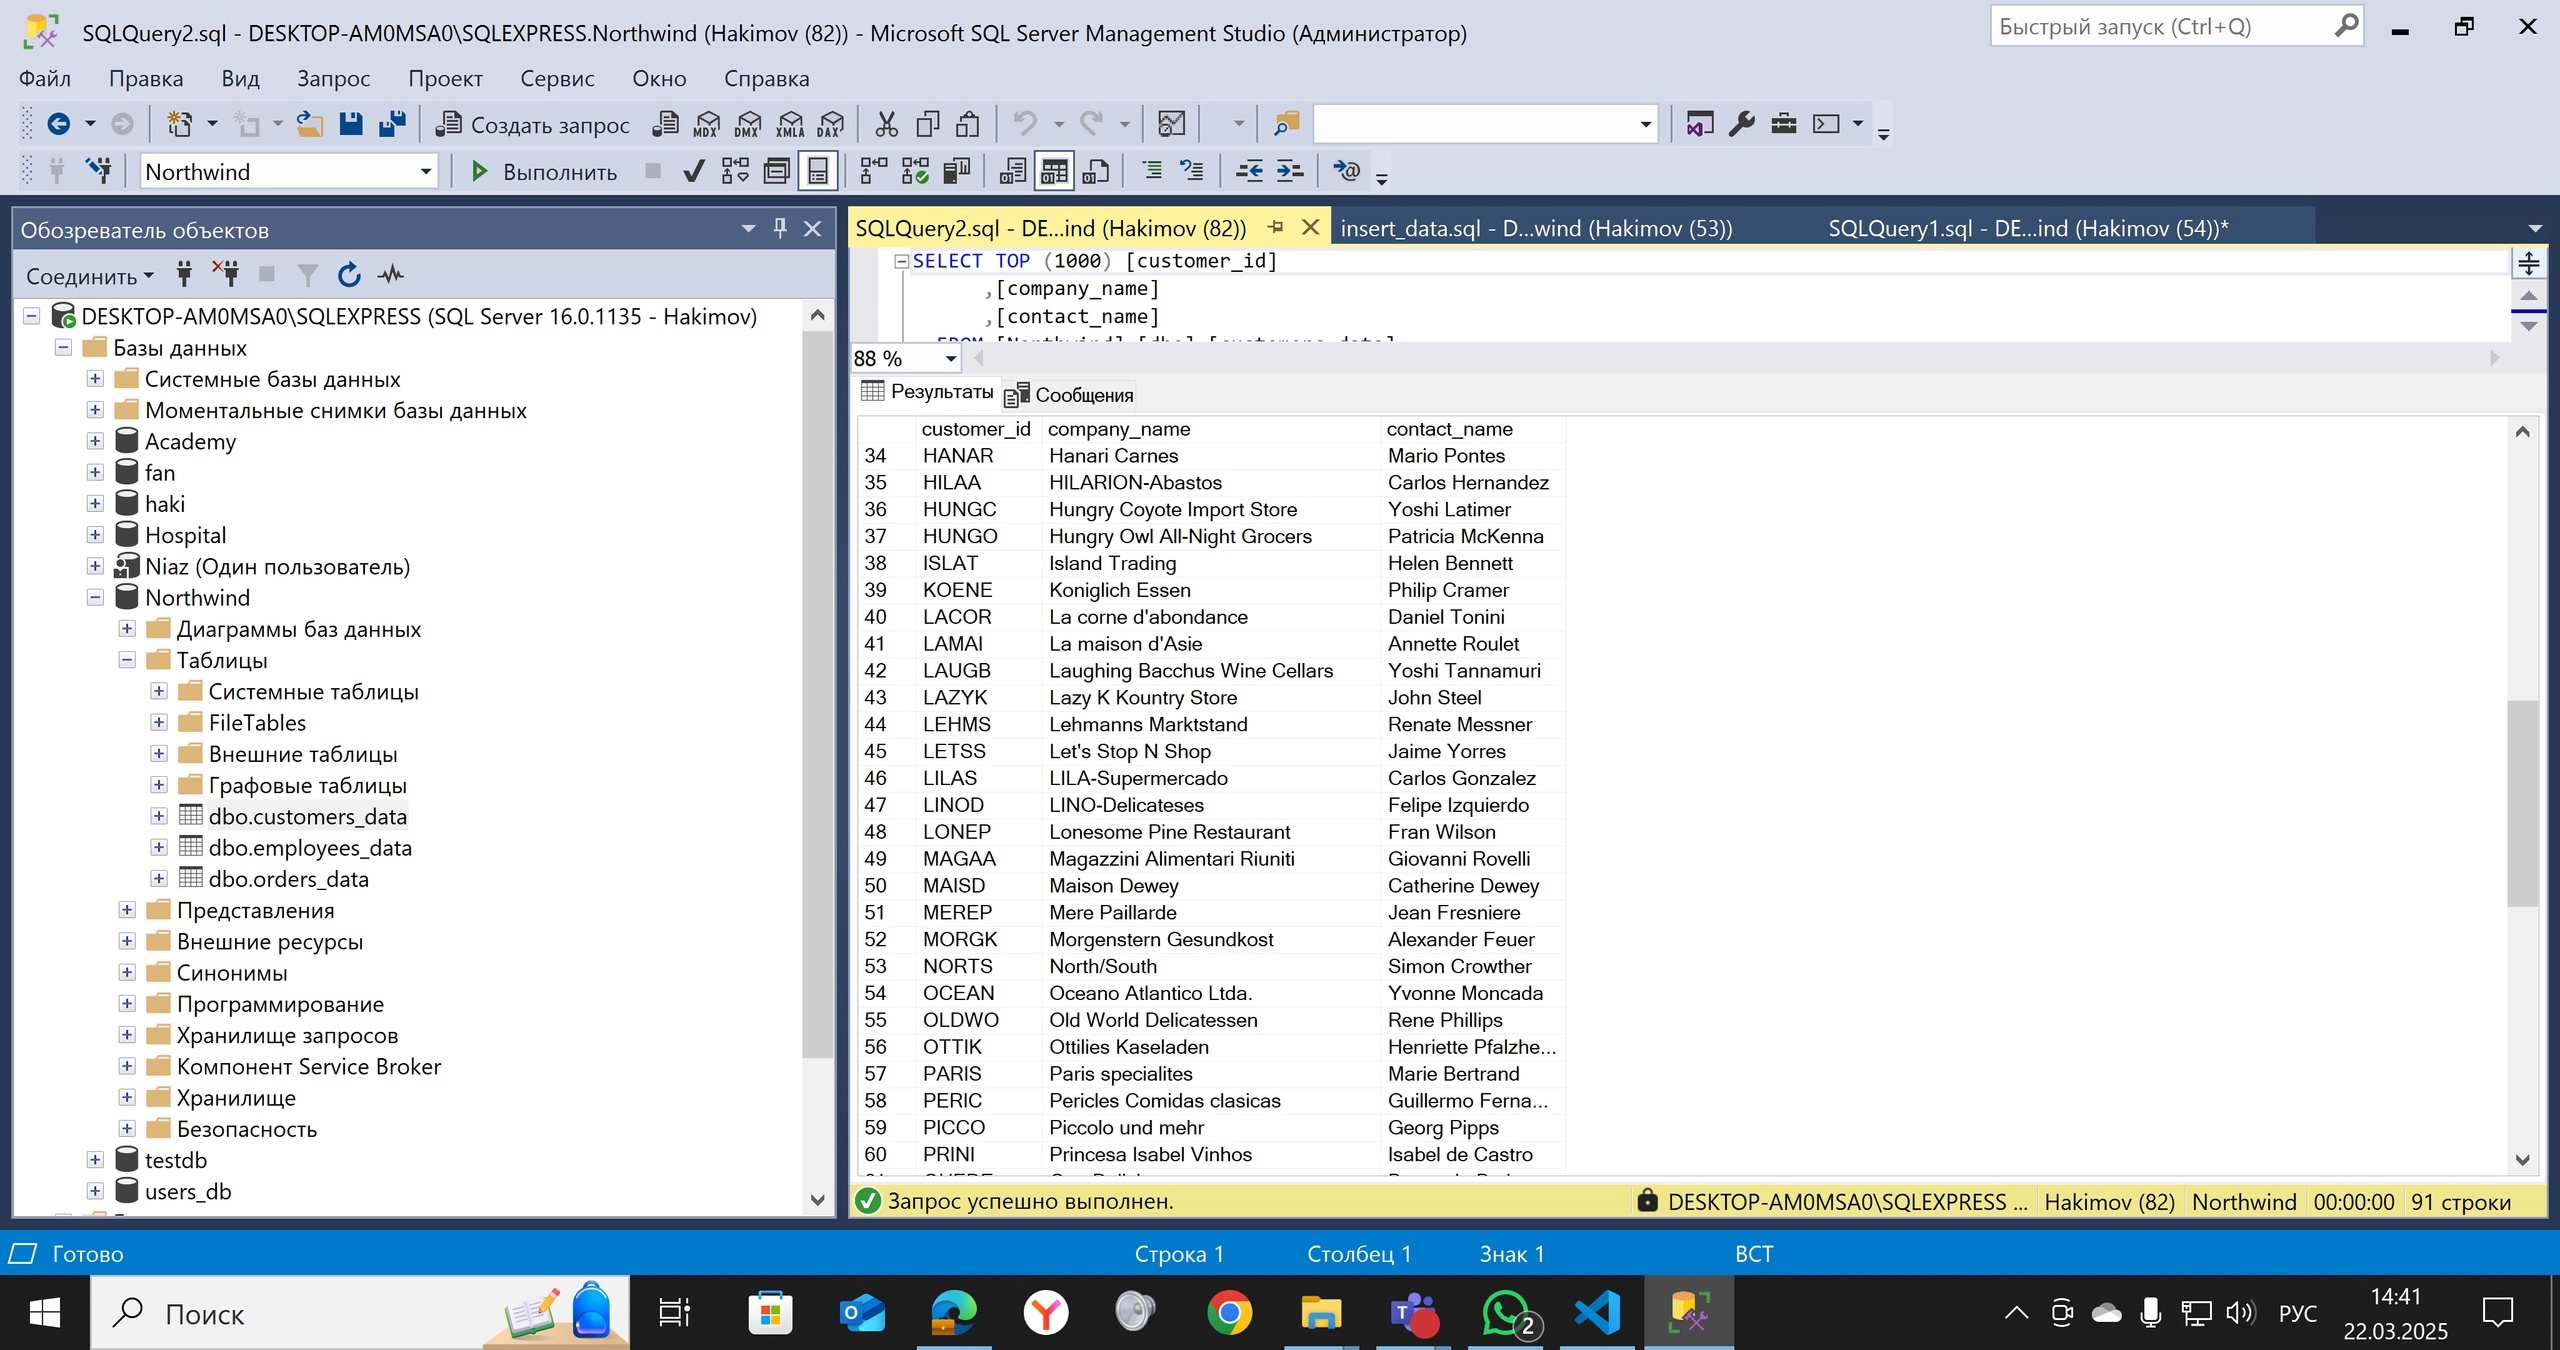 SQLQuery2.sql - DESKTOP-AM0MSA0\SQLEXPRESS.Northwind (Hakimov (82)) - Microsoft SQL Server Management Studio (Администратор)
Быстрый запуск (Ctrl+Q)
Файл Правка Вид Запрос Проект Сервис Окно Справка
Создать запрос MDX DMX XMLA DAX
Northwind Выполнить
Обозреватель объектов
Соединить
DESKTOP-AM0MSA0\SQLEXPRESS (SQL Server 16.0.1135 - Hakimov)
Базы данных
Системные базы данных
Моментальные снимки базы данных
Academy
fan
haki
Hospital
Niaz (Один пользователь)
Northwind
Диаграммы баз данных
Таблицы
Системные таблицы
FileTables
Внешние таблицы
Графовые таблицы
dbo.customers_data
dbo.employees_data
dbo.orders_data
Представления
Внешние ресурсы
Синонимы
Программирование
Хранилище запросов
Компонент Service Broker
Хранилище
Безопасность
testdb
users_db
SQLQuery2.sql - DE...ind (Hakimov (82)) insert_data.sql - D...wind (Hakimov (53)) SQLQuery1.sql - DE...ind (Hakimov (54))*
SELECT TOP (1000) [customer_id]
,[company_name]
,[contact_name]
FROM [Northwind].[dbo].[customers_data]
88 %
Результаты Сообщения
customer_id company_name contact_name
34 HANAR Hanari Carnes Mario Pontes
35 HILAA HILARION-Abastos Carlos Hernandez
36 HUNGC Hungry Coyote Import Store Yoshi Latimer
37 HUNGO Hungry Owl All-Night Grocers Patricia McKenna
38 ISLAT Island Trading Helen Bennett
39 KOENE Koniglich Essen Philip Cramer
40 LACOR La corne d'abondance Daniel Tonini
41 LAMAI La maison d'Asie Annette Roulet
42 LAUGB Laughing Bacchus Wine Cellars Yoshi Tannamuri
43 LAZYK Lazy K Kountry Store John Steel
44 LEHMS Lehmanns Marktstand Renate Messner
45 LETSS Let's Stop N Shop Jaime Yorres
46 LILAS LILA-Supermercado Carlos Gonzalez
47 LINOD LINO-Delicateses Felipe Izquierdo
48 LONEP Lonesome Pine Restaurant Fran Wilson
49 MAGAA Magazzini Alimentari Riuniti Giovanni Rovelli
50 MAISD Maison Dewey Catherine Dewey
51 MEREP Mere Paillarde Jean Fresniere
52 MORGK Morgenstern Gesundkost Alexander Feuer
53 NORTS North/South Simon Crowther
54 OCEAN Oceano Atlantico Ltda. Yvonne Moncada
55 OLDWO Old World Delicatessen Rene Phillips
56 OTTIK Ottilies Kaseladen Henriette Pfalzhe...
57 PARIS Paris specialites Marie Bertrand
58 PERIC Pericles Comidas clasicas Guillermo Ferna...
59 PICCO Piccolo und mehr Georg Pipps
60 PRINI Princesa Isabel Vinhos Isabel de Castro
Запрос успешно выполнен. DESKTOP-AM0MSA0\SQLEXPRESS ... Hakimov (82) Northwind 00:00:00 91 строки
Готово Строка 1 Столбец 1 Знак 1 ВСТ
Поиск 2 РУС 14:41
22.03.2025